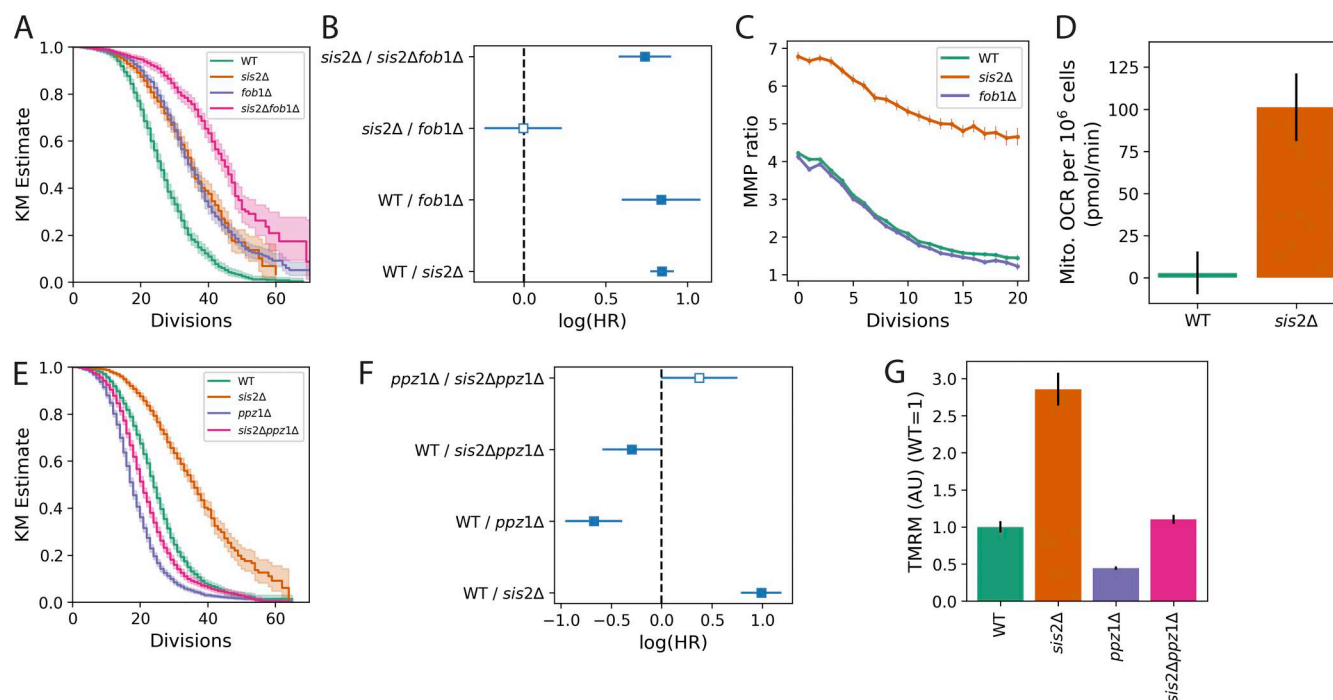 A
KM Estimate
1.0
0.8
0.6
0.4
0.2
0.0
20
40
60
Divisions
WT
sis2Δ
fob1Δ
sis2Δfob1Δ
B
sis2Δ / sis2Δfob1Δ
sis2Δ / fob1Δ
WT / fob1Δ
WT / sis2Δ
0.0
0.5
1.0
log(HR)
C
MMP ratio
7
6
5
4
3
2
1
0
5
10
15
20
Divisions
WT
sis2Δ
fob1Δ
D
Mito. OCR per 10⁶ cells
(pmol/min)
125
100
75
50
25
0
WT
sis2Δ
E
KM Estimate
1.0
0.8
0.6
0.4
0.2
0.0
20
40
60
Divisions
WT
sis2Δ
ppz1Δ
sis2Δppz1Δ
F
ppz1Δ / sis2Δppz1Δ
WT / sis2Δppz1Δ
WT / ppz1Δ
WT / sis2Δ
−1.0
−0.5
0.0
0.5
1.0
log(HR)
G
TMRM (AU) (WT=1)
3.0
2.5
2.0
1.5
1.0
0.5
0.0
WT
sis2Δ
ppz1Δ
sis2Δppz1Δ